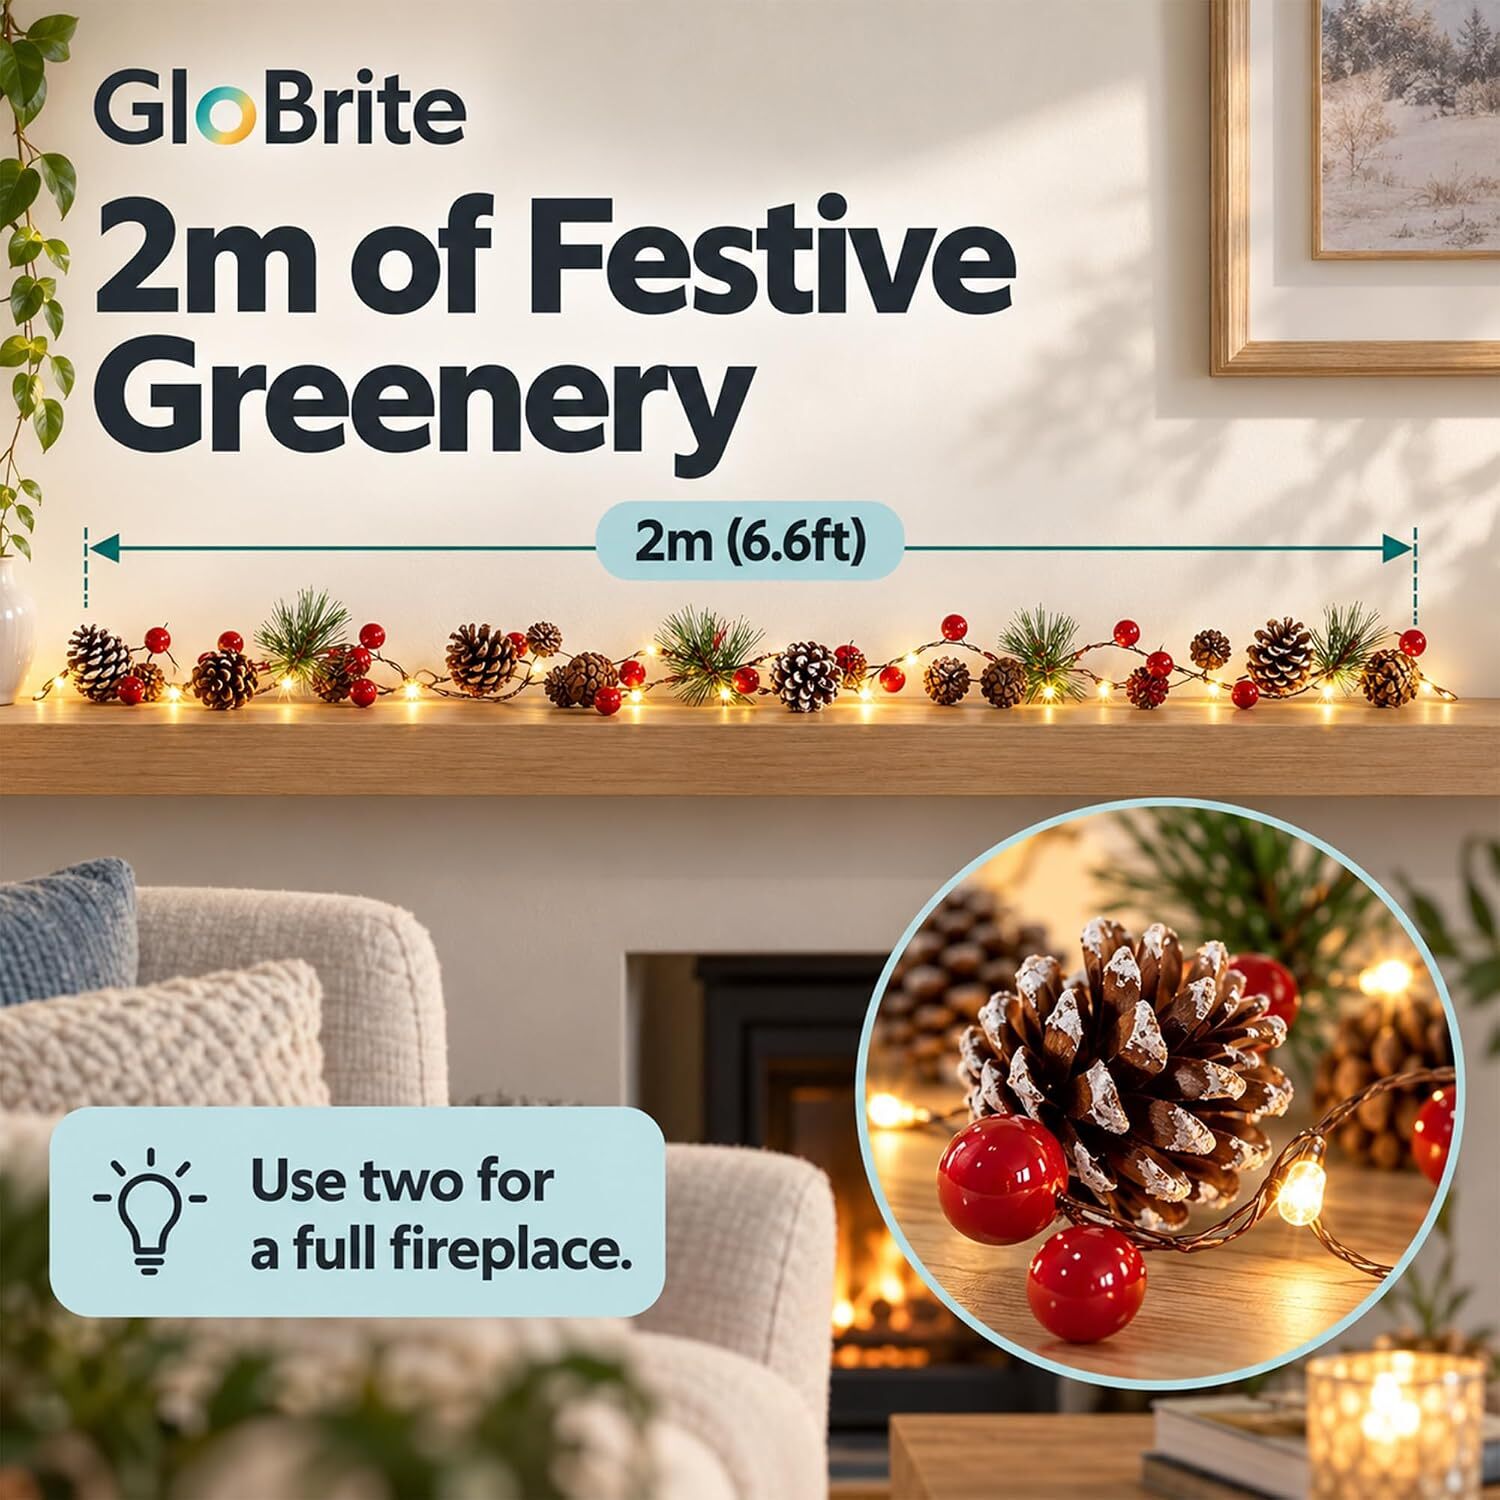 GloBrite
2m of Festive
Greenery
2m (6.6ft)
Use two for
a full fireplace.